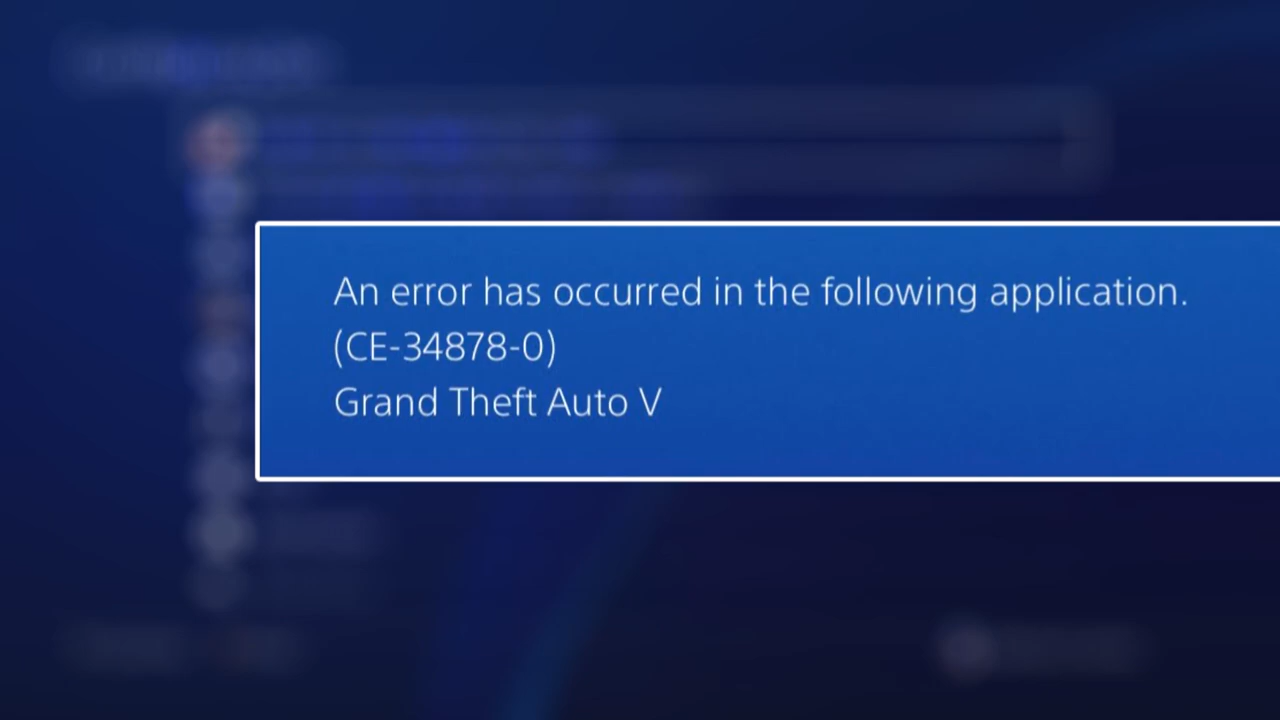 An error has occurred in the following application.
(CE-34878-0)
Grand Theft Auto V